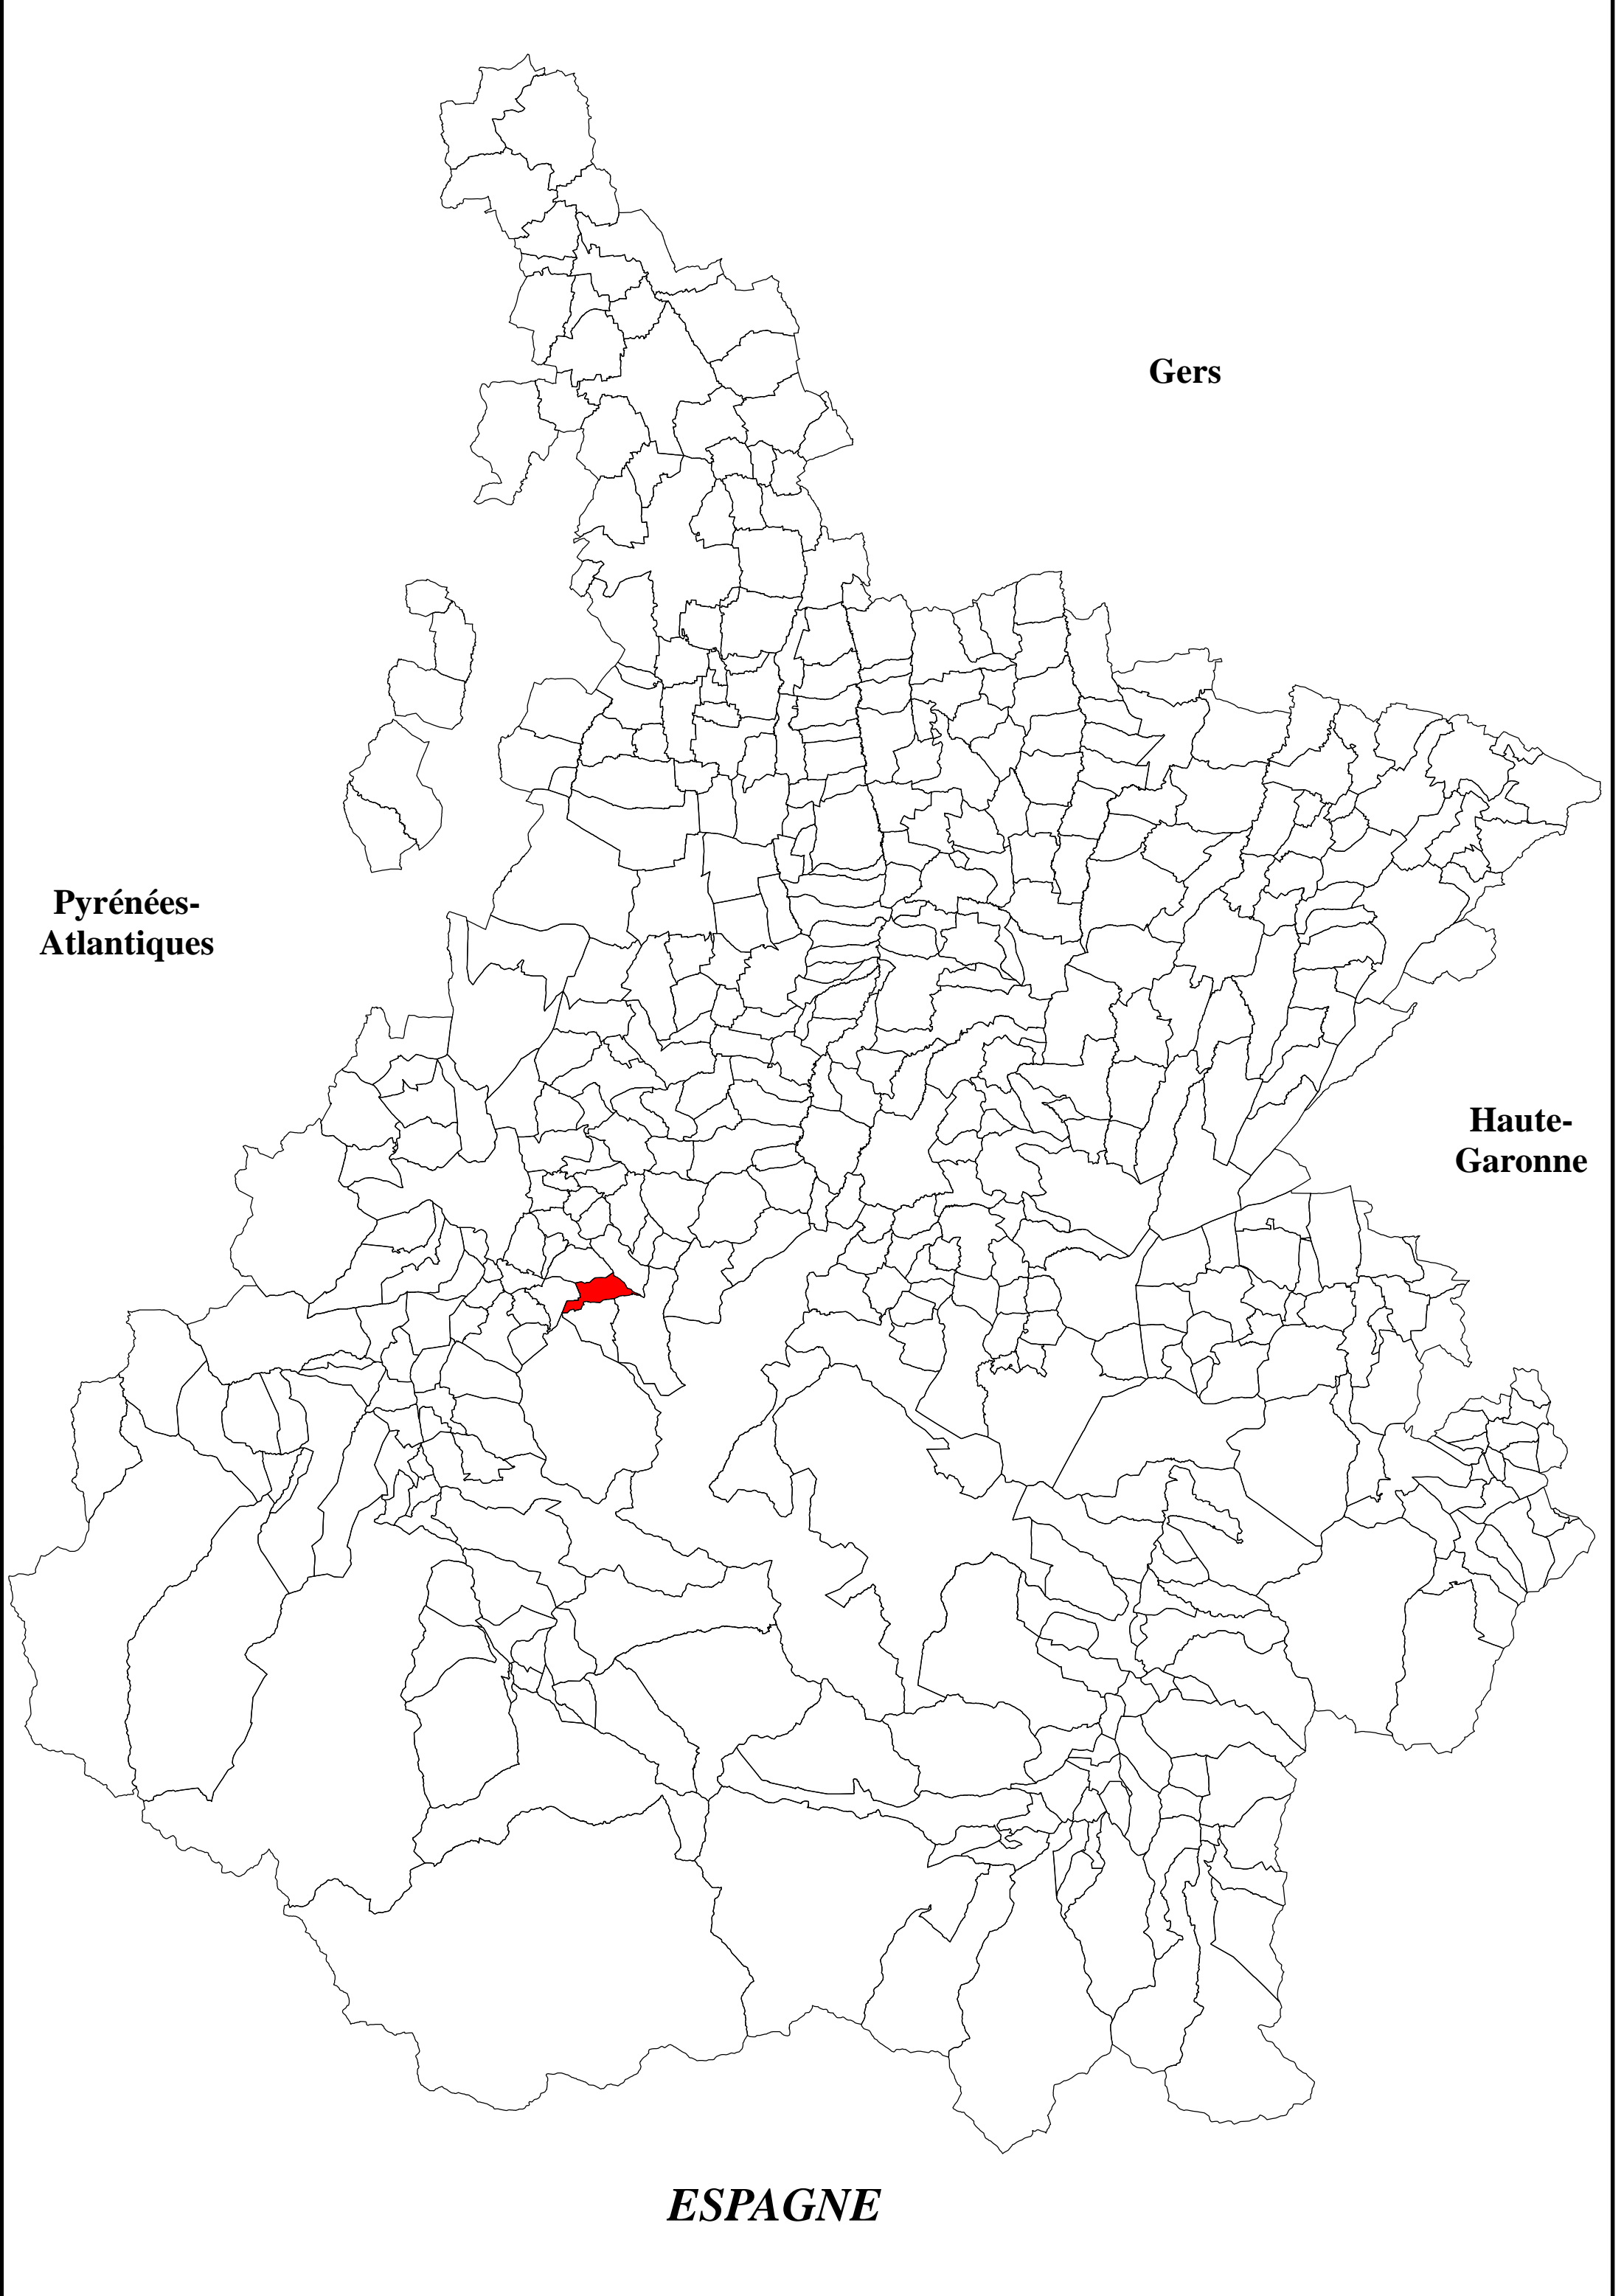 Gers
Pyrénées-
Atlantiques
Haute-
Garonne
ESPAGNE